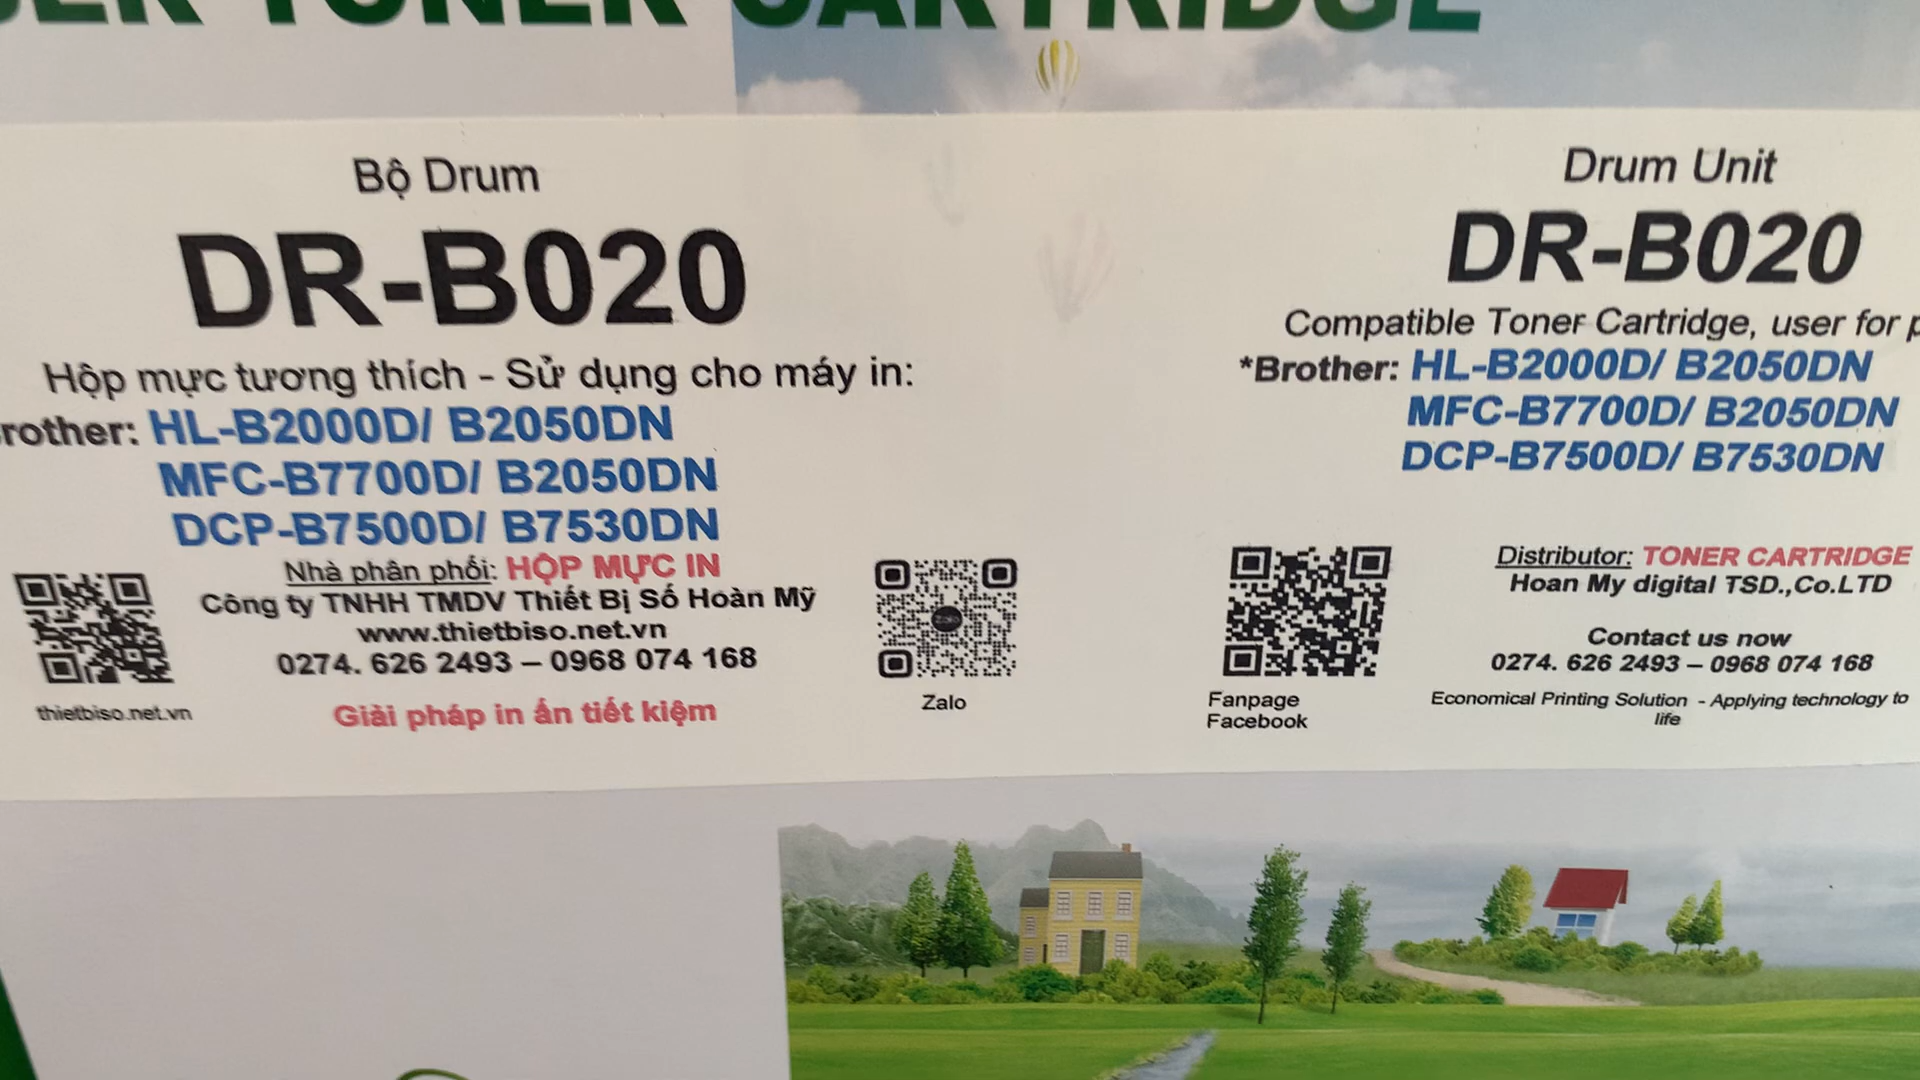 TONER CARTRIDGE
Bộ Drum
DR-B020
Hộp mực tương thích - Sử dụng cho máy in:
rother: HL-B2000D/ B2050DN
MFC-B7700D/ B2050DN
DCP-B7500D/ B7530DN
Nhà phân phối: HỘP MỰC IN
Công ty TNHH TMDV Thiết Bị Số Hoàn Mỹ
www.thietbiso.net.vn
0274. 626 2493 – 0968 074 168
Giải pháp in ấn tiết kiệm
thietbiso.net.vn
Zalo
Drum Unit
DR-B020
Compatible Toner Cartridge, user for p
*Brother: HL-B2000D/ B2050DN
MFC-B7700D/ B2050DN
DCP-B7500D/ B7530DN
Distributor: TONER CARTRIDGE
Hoan My digital TSD.,Co.LTD
Contact us now
0274. 626 2493 – 0968 074 168
Economical Printing Solution - Applying technology to
life
Fanpage
Facebook